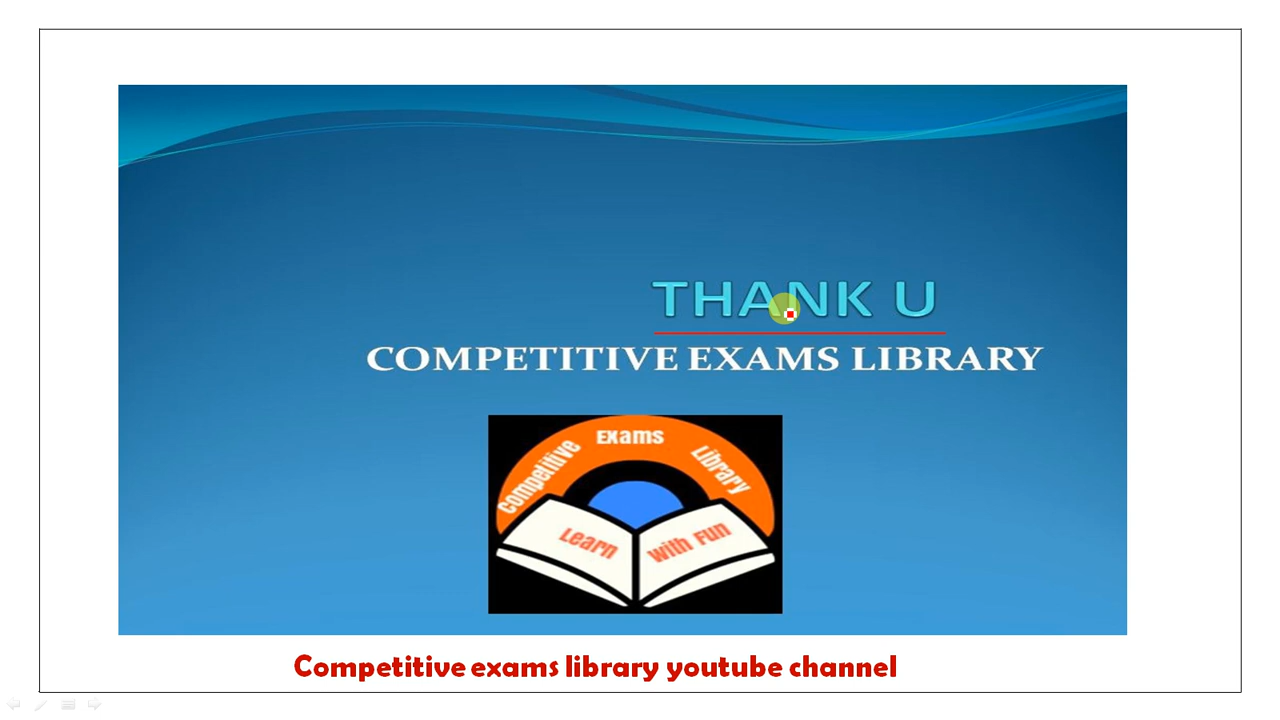 THANK U
COMPETITIVE EXAMS LIBRARY
Competitive Exams Library
Learn with Fun
Competitive exams library youtube channel